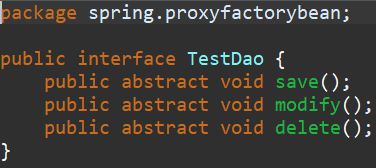 package spring.proxyfactorybean;
public interface TestDao {
public abstract void save();
public abstract void modify();
public abstract void delete();
}